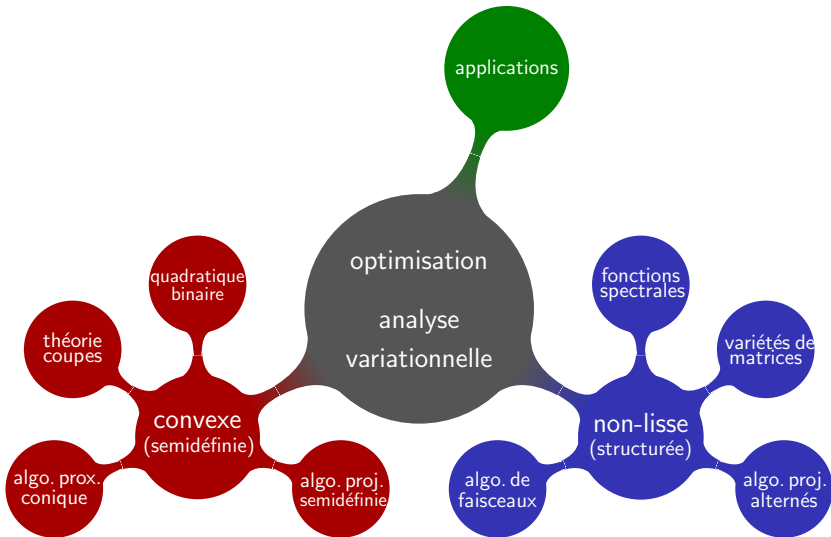 applications
optimisation
analyse
variationnelle
quadratique
binaire
théorie
coupes
convexe
(semidéfinie)
algo. prox.
conique
algo. proj.
semidéfinie
fonctions
spectrales
variétés de
matrices
non-lisse
(structurée)
algo. de
faisceaux
algo. proj.
alternés